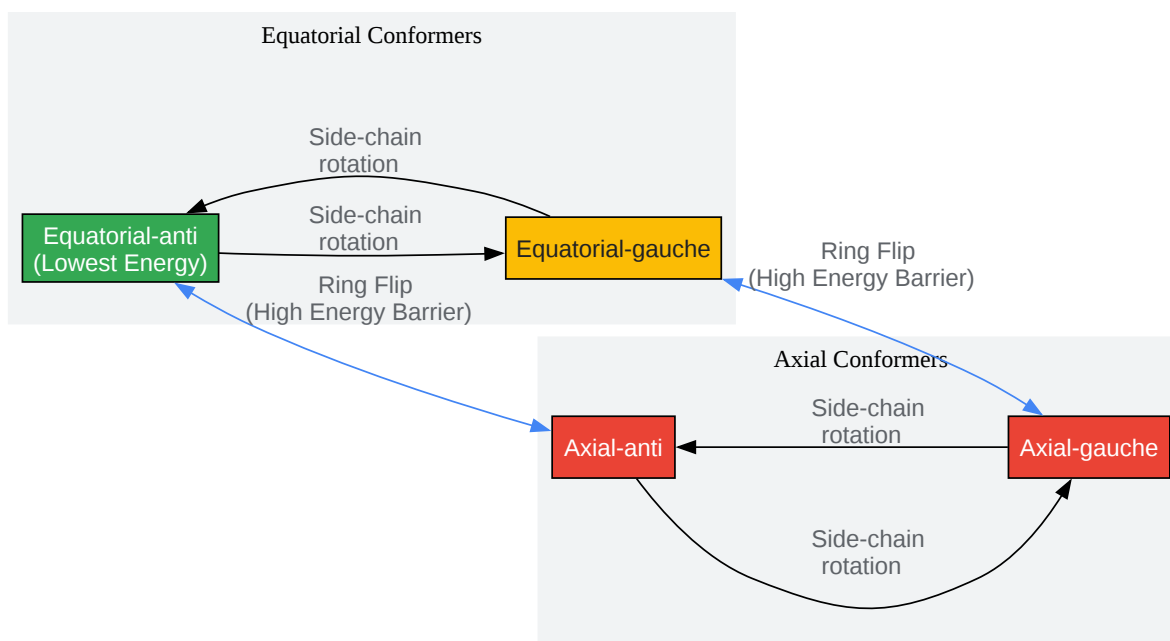 Equatorial Conformers
Side-chain
rotation
Side-chain
rotation
Equatorial-anti
(Lowest Energy)
Equatorial-gauche
Ring Flip
(High Energy Barrier)
Ring Flip
(High Energy Barrier)
Axial Conformers
Side-chain
rotation
Axial-anti
Axial-gauche
Side-chain
rotation